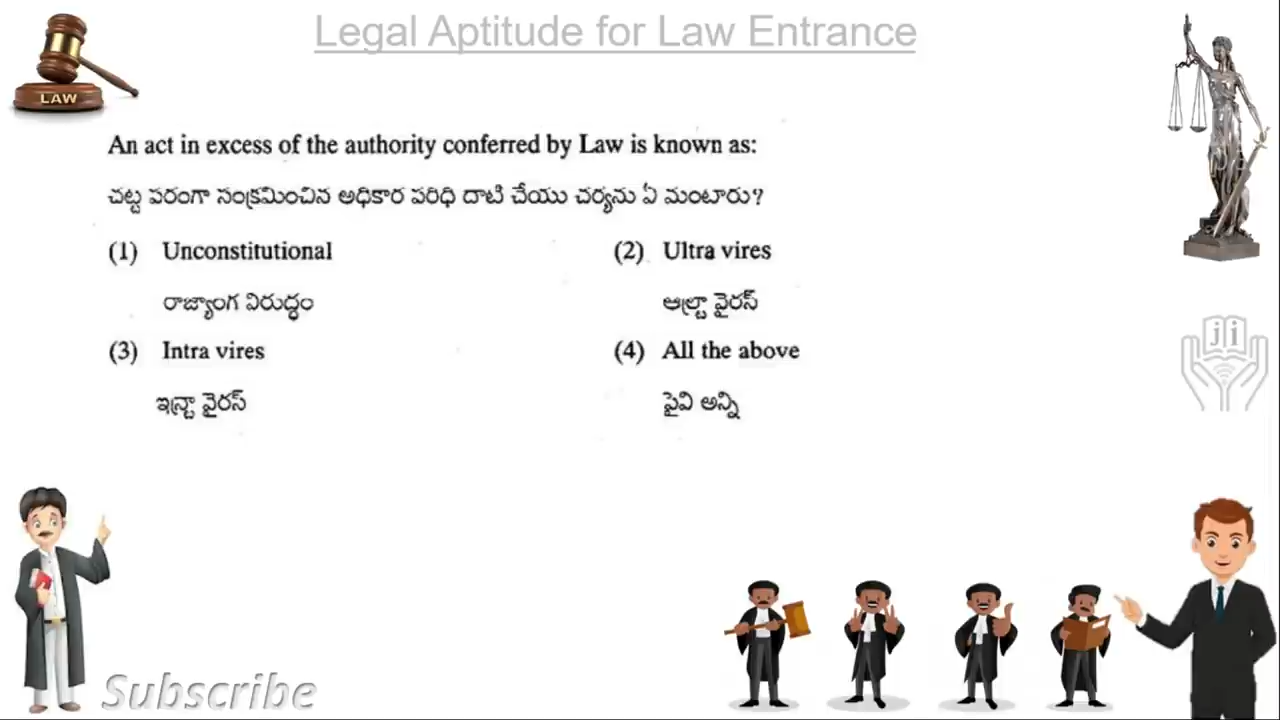 Legal Aptitude for Law Entrance
LAW
An act in excess of the authority conferred by Law is known as:
చట్ట పరంగా సంక్రమించిన అధికార పరిధి దాటి చేయు చర్యను ఏ మంటారు?
(1) Unconstitutional (2) Ultra vires
రాజ్యాంగ విరుద్ధం ఆల్ట్రా వైరస్
(3) Intra vires (4) All the above
ఇన్ట్రా వైరస్ పైవి అన్ని
jj
Subscribe